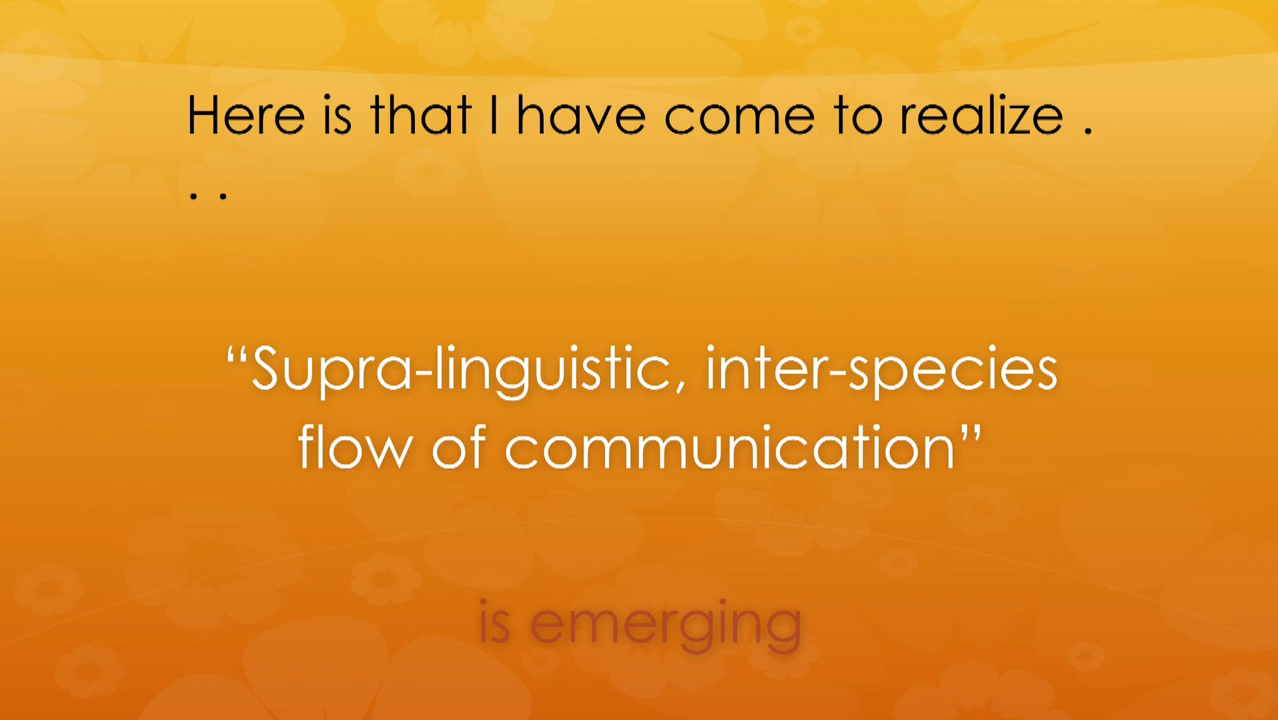 Here is that I have come to realize .
. .
“Supra-linguistic, inter-species
flow of communication”
is emerging